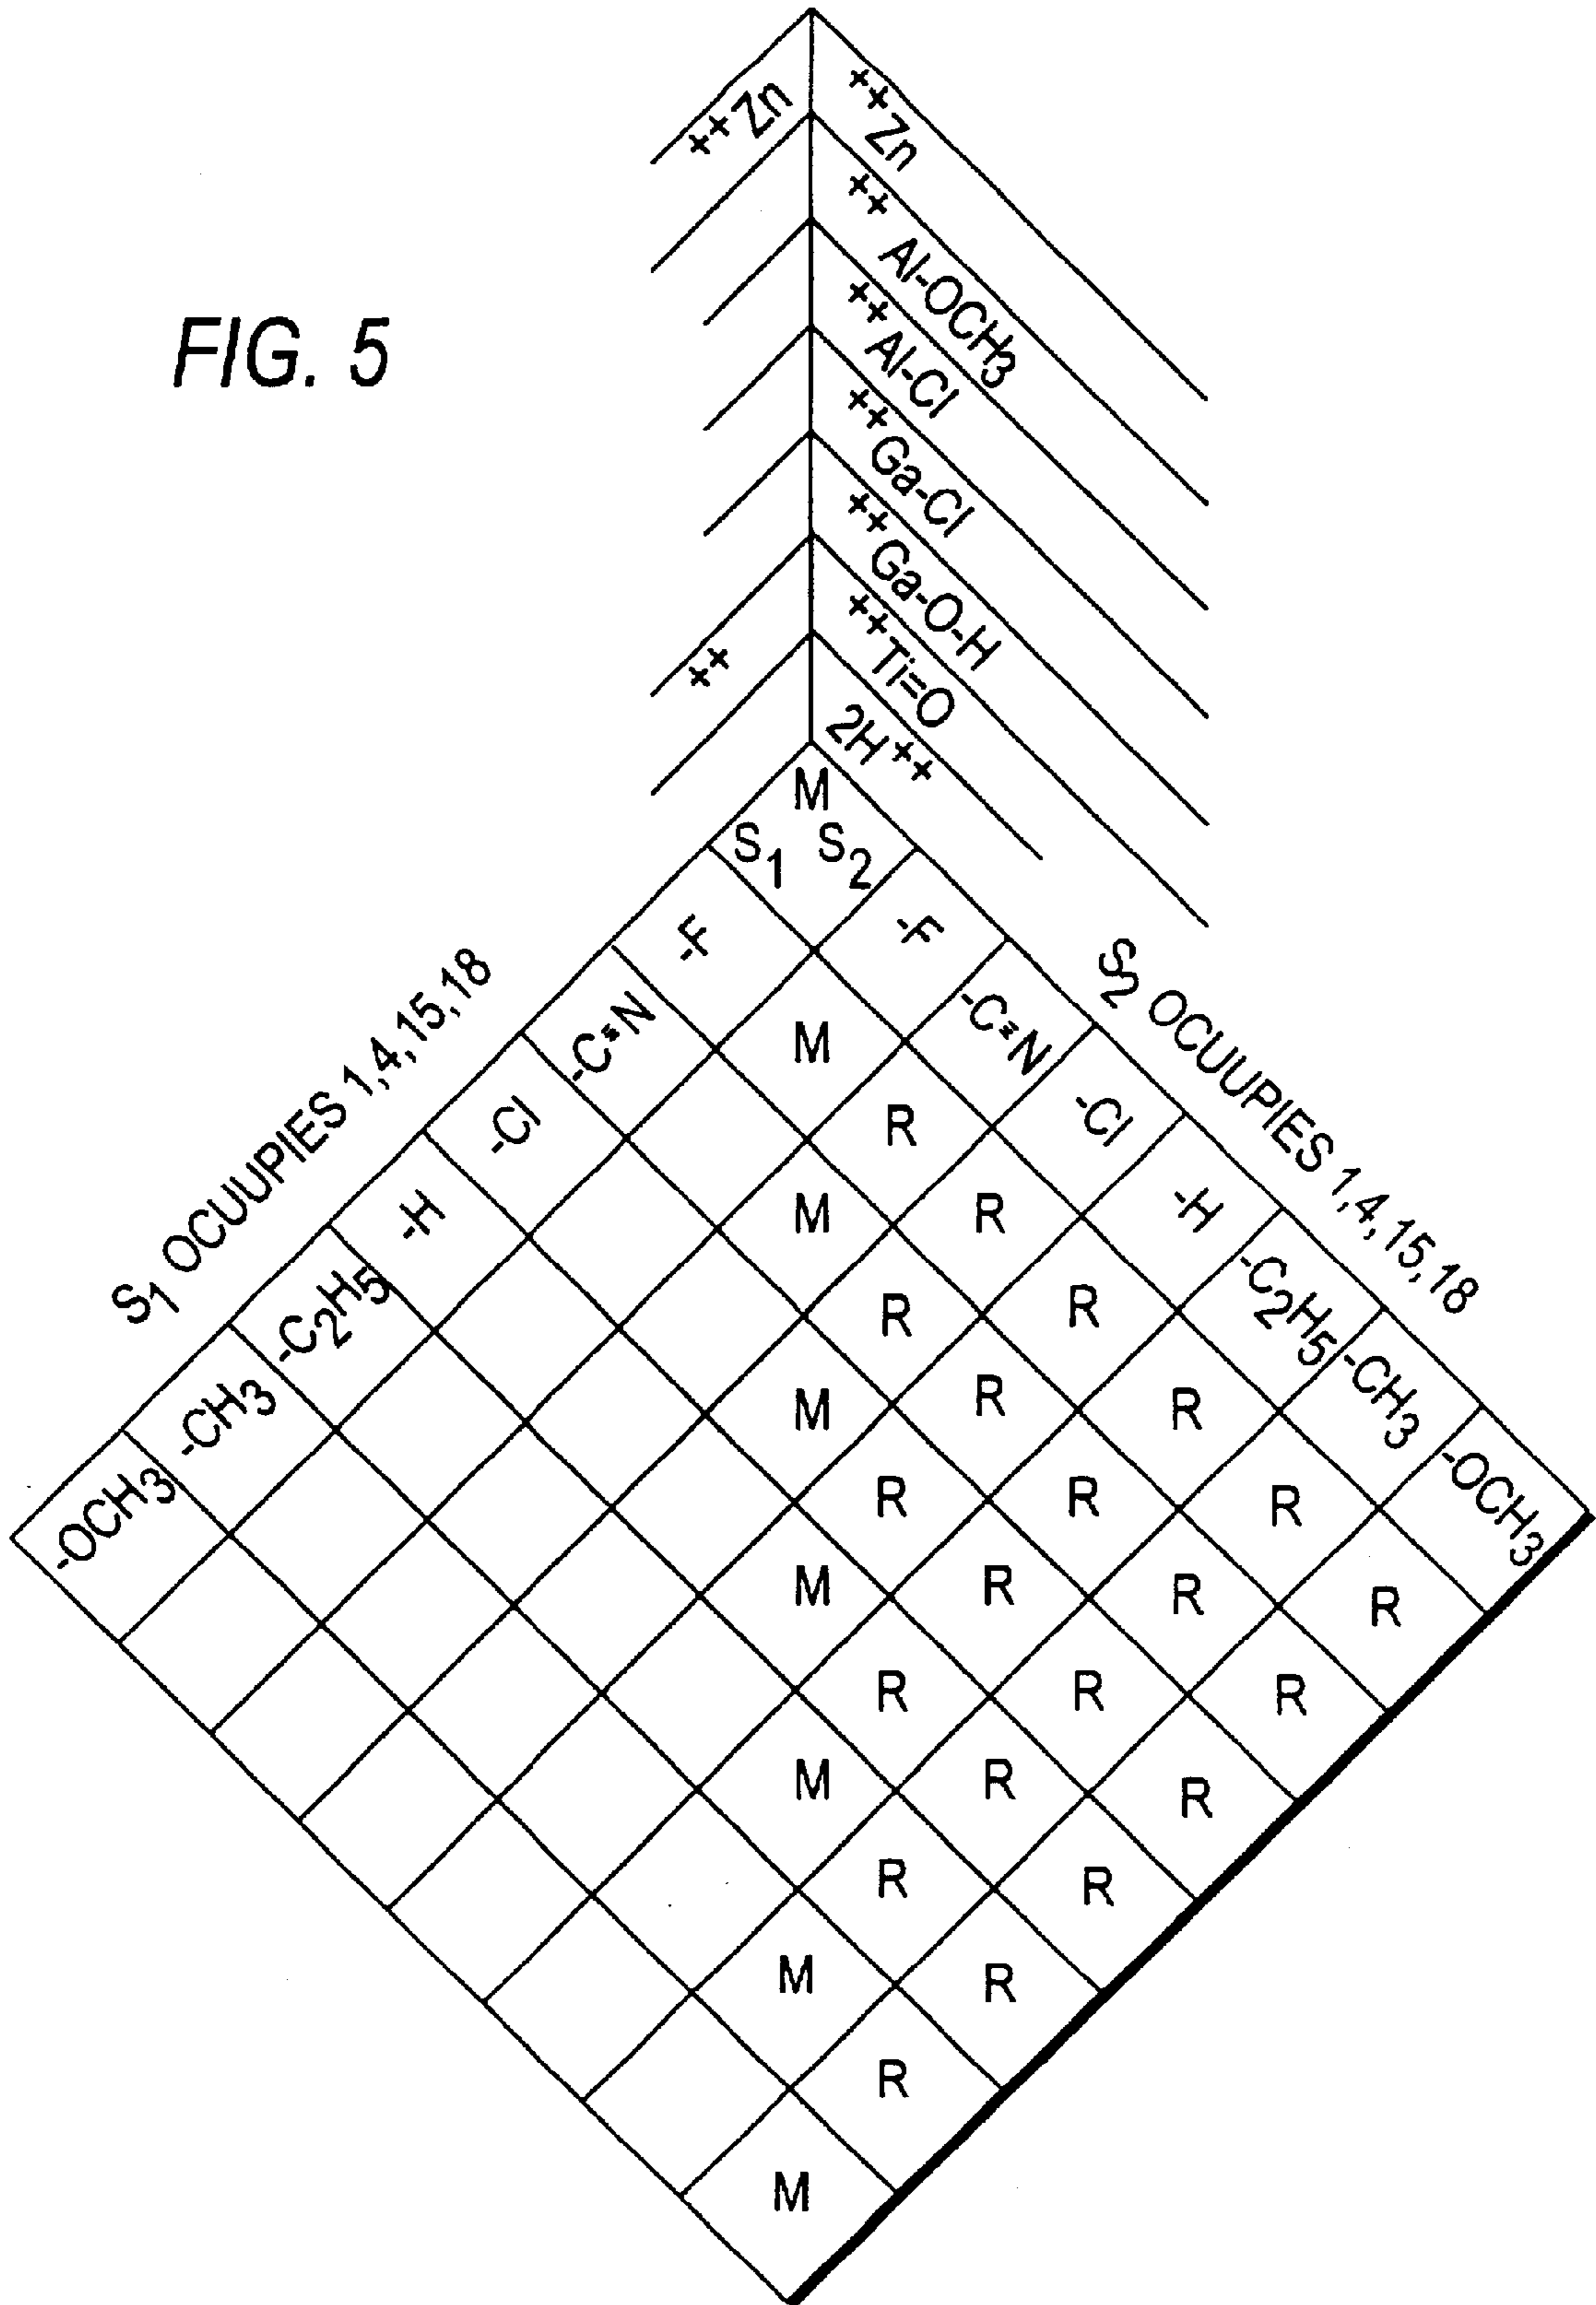 FIG. 5
++Zn
++Zn
++ Al-OCH3
++Al-Cl
++Ga-Cl
++Ga-O-H
++Ti=O
++
2H++
M
S1 S2
S1 OCUUPIES 1,4,15,18
S2 OCUUPIES 1,4,15,18
-F
-C≡N
-Cl
-H
-C2H5
-CH3
-OCH3
-F
-C≡N
-Cl
-H
-C2H5
-CH3
-OCH3
M
R
M R
R R
M R R
R R R
M R R R
R R R
M R R
R R
M R
R
M